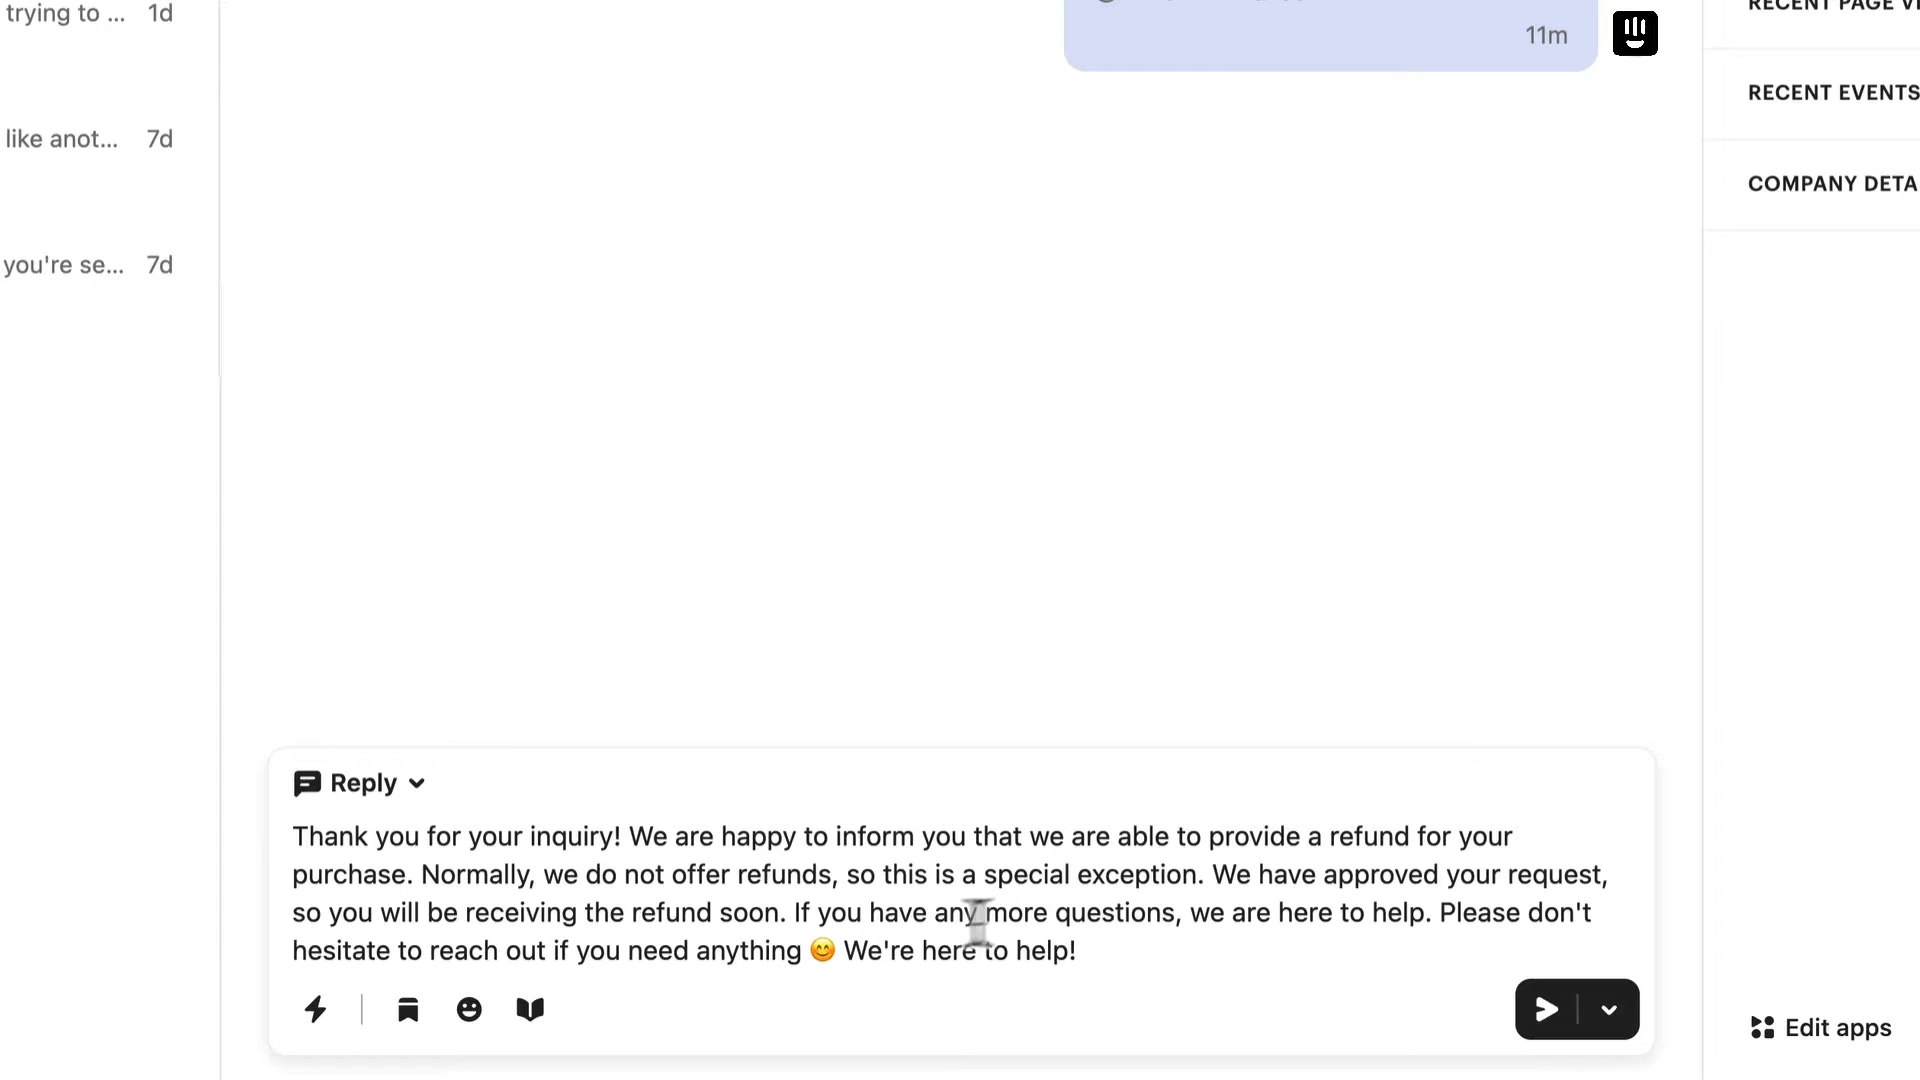 trying to ... 1d
like anot... 7d
you're se... 7d
11m
RECENT EVENTS
COMPANY DETA
Reply
Thank you for your inquiry! We are happy to inform you that we are able to provide a refund for your
purchase. Normally, we do not offer refunds, so this is a special exception. We have approved your request,
so you will be receiving the refund soon. If you have any more questions, we are here to help. Please don't
hesitate to reach out if you need anything 😊 We're here to help!
Edit apps